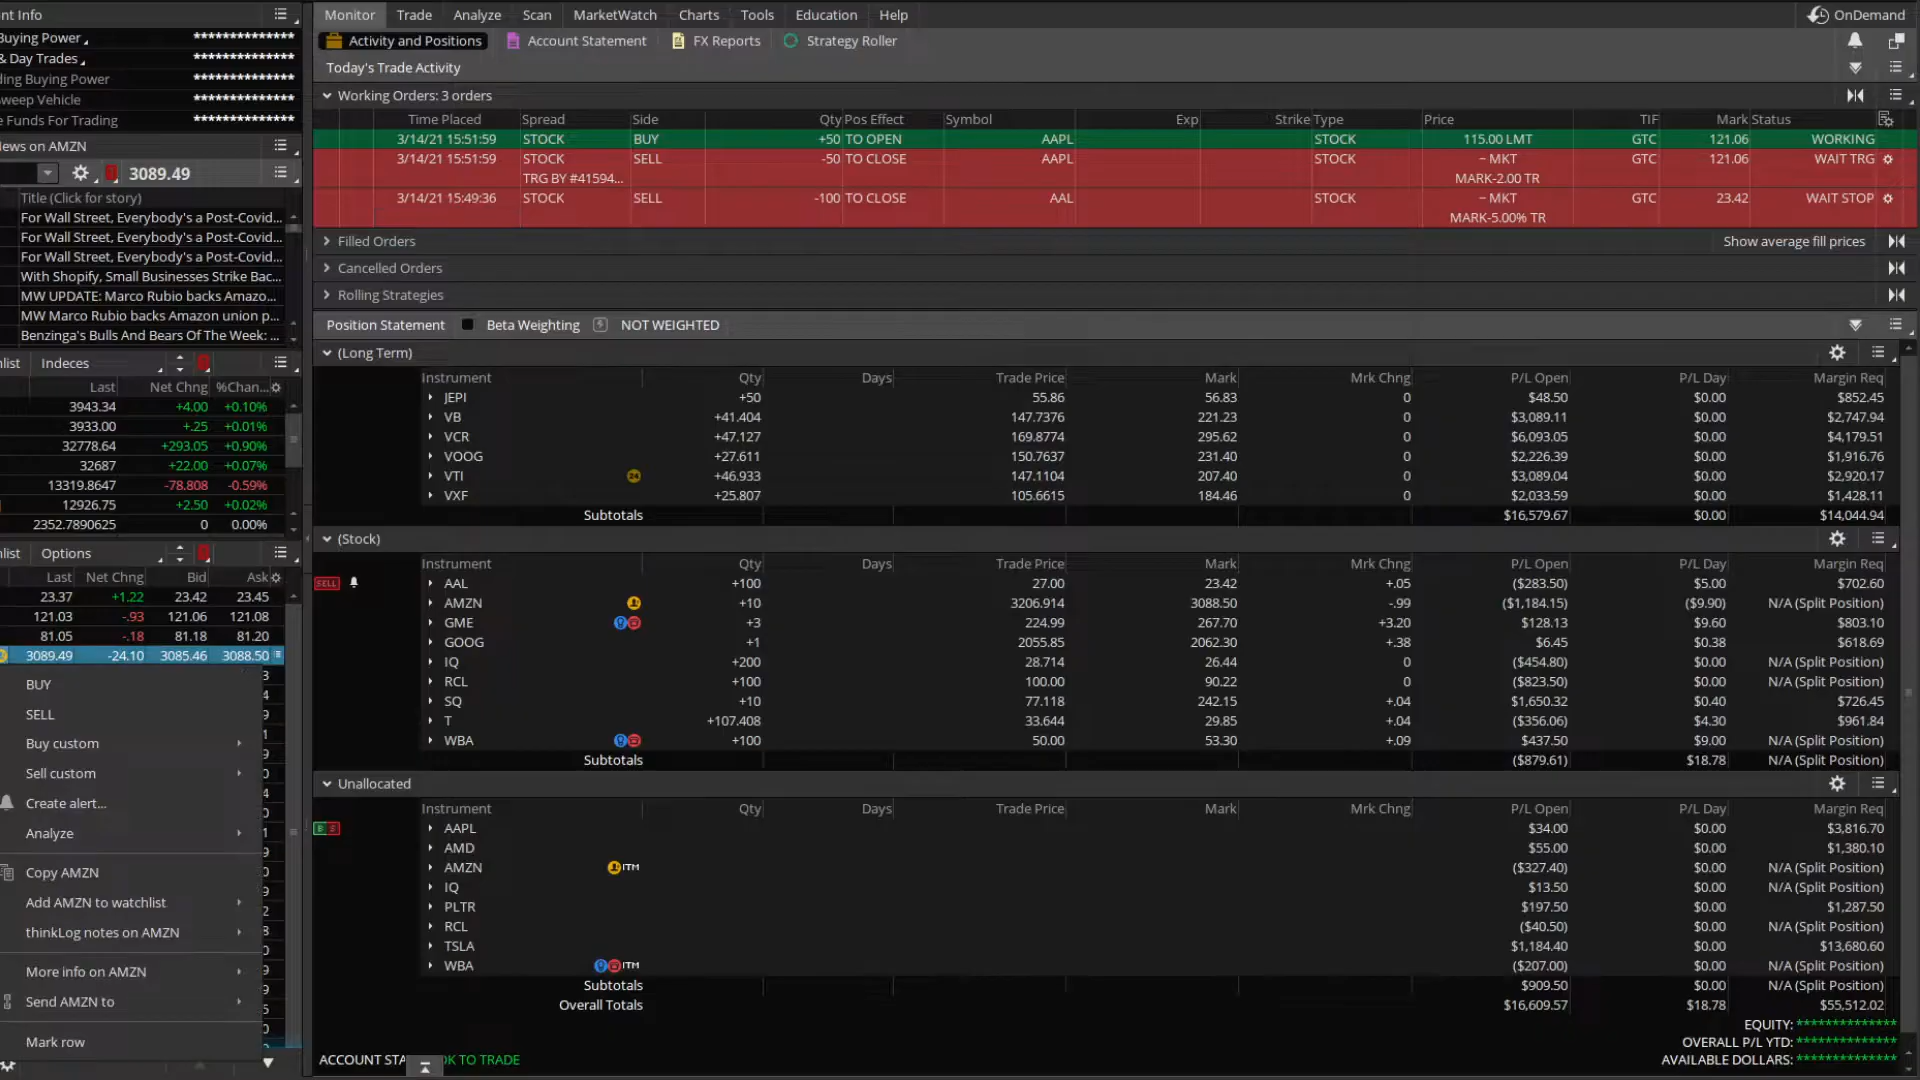 nt Info
Buying Power **************
& Day Trades **************
ding Buying Power **************
Sweep Vehicle **************
e Funds For Trading **************
News on AMZN
3089.49
Title (Click for story)
For Wall Street, Everybody's a Post-Covid...
For Wall Street, Everybody's a Post-Covid...
For Wall Street, Everybody's a Post-Covid...
With Shopify, Small Businesses Strike Bac...
MW UPDATE: Marco Rubio backs Amazo...
MW Marco Rubio backs Amazon union p...
Benzinga's Bulls And Bears Of The Week: ...
hlist Indeces
Last Net Chng %Chan...
3943.34 +4.00 +0.10%
3933.00 +.25 +0.01%
32778.64 +293.05 +0.90%
32687 +22.00 +0.07%
13319.8647 -78.808 -0.59%
12926.75 +2.50 +0.02%
2352.7890625 0 0.00%
hlist Options
Last Net Chng Bid Ask
23.37 +1.22 23.42 23.45
121.03 -.93 121.06 121.08
81.05 -.18 81.18 81.20
3089.49 -24.10 3085.46 3088.50
BUY
SELL
Buy custom
Sell custom
Create alert...
Analyze
Copy AMZN
Add AMZN to watchlist
thinkLog notes on AMZN
More info on AMZN
Send AMZN to
Mark row
Monitor Trade Analyze Scan MarketWatch Charts Tools Education Help OnDemand
Activity and Positions Account Statement FX Reports Strategy Roller
Today's Trade Activity
Working Orders: 3 orders
Time Placed Spread Side Qty Pos Effect Symbol Exp Strike Type Price TIF Mark Status
3/14/21 15:51:59 STOCK BUY +50 TO OPEN AAPL STOCK 115.00 LMT GTC 121.06 WORKING
3/14/21 15:51:59 STOCK SELL -50 TO CLOSE AAPL STOCK ~ MKT GTC 121.06 WAIT TRG
TRG BY #41594... MARK-2.00 TR
3/14/21 15:49:36 STOCK SELL -100 TO CLOSE AAL STOCK ~ MKT GTC 23.42 WAIT STOP
MARK-5.00% TR
Filled Orders Show average fill prices
Cancelled Orders
Rolling Strategies
Position Statement Beta Weighting NOT WEIGHTED
(Long Term)
Instrument Qty Days Trade Price Mark Mrk Chng P/L Open P/L Day Margin Req
JEPI +50 55.86 56.83 0 $48.50 $0.00 $852.45
VB +41.404 147.7376 221.23 0 $3,089.11 $0.00 $2,747.94
VCR +47.127 169.8774 295.62 0 $6,093.05 $0.00 $4,179.51
VOOG +27.611 150.7637 231.40 0 $2,226.39 $0.00 $1,916.76
VTI 24 +46.933 147.1104 207.40 0 $3,089.04 $0.00 $2,920.17
VXF +25.807 105.6615 184.46 0 $2,033.59 $0.00 $1,428.11
Subtotals $16,579.67 $0.00 $14,044.94
(Stock)
Instrument Qty Days Trade Price Mark Mrk Chng P/L Open P/L Day Margin Req
SELL AAL +100 27.00 23.42 +.05 ($283.50) $5.00 $702.60
AMZN +10 3206.914 3088.50 -.99 ($1,184.15) ($9.90) N/A (Split Position)
GME +3 224.99 267.70 +3.20 $128.13 $9.60 $803.10
GOOG +1 2055.85 2062.30 +.38 $6.45 $0.38 $618.69
IQ +200 28.714 26.44 0 ($454.80) $0.00 N/A (Split Position)
RCL +100 100.00 90.22 0 ($823.50) $0.00 N/A (Split Position)
SQ +10 77.118 242.15 +.04 $1,650.32 $0.40 $726.45
T +107.408 33.644 29.85 +.04 ($356.06) $4.30 $961.84
WBA +100 50.00 53.30 +.09 $437.50 $9.00 N/A (Split Position)
Subtotals ($879.61) $18.78 N/A (Split Position)
Unallocated
Instrument Qty Days Trade Price Mark Mrk Chng P/L Open P/L Day Margin Req
B S AAPL $34.00 $0.00 $3,816.70
AMD $55.00 $0.00 $1,380.10
AMZN ITM ($327.40) $0.00 N/A (Split Position)
IQ $13.50 $0.00 N/A (Split Position)
PLTR $197.50 $0.00 $1,287.50
RCL ($40.50) $0.00 N/A (Split Position)
TSLA $1,184.40 $0.00 $13,680.60
WBA ITM ($207.00) $0.00 N/A (Split Position)
Subtotals $909.50 $0.00 N/A (Split Position)
Overall Totals $16,609.57 $18.78 $55,512.02
EQUITY: **************
OVERALL P/L YTD: **************
AVAILABLE DOLLARS: **************
ACCOUNT STA OK TO TRADE